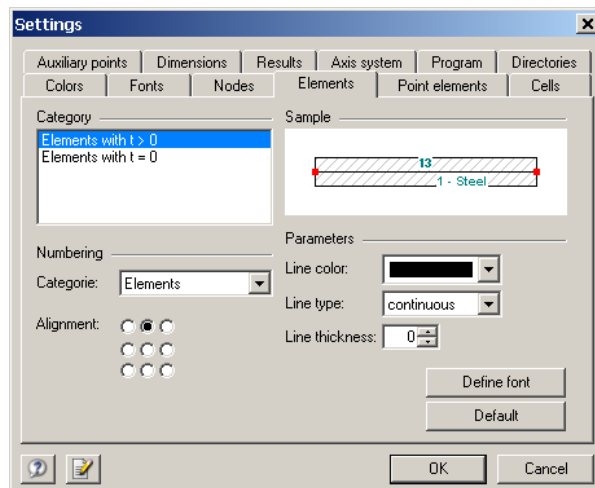 Settings
Auxiliary points Dimensions Results Axis system Program Directories
Colors Fonts Nodes Elements Point elements Cells
Category
Elements with t > 0
Elements with t = 0
Sample
13
1 - Steel
Numbering
Categorie: Elements
Alignment:
Parameters
Line color:
Line type: continuous
Line thickness: 0
Define font
Default
OK Cancel